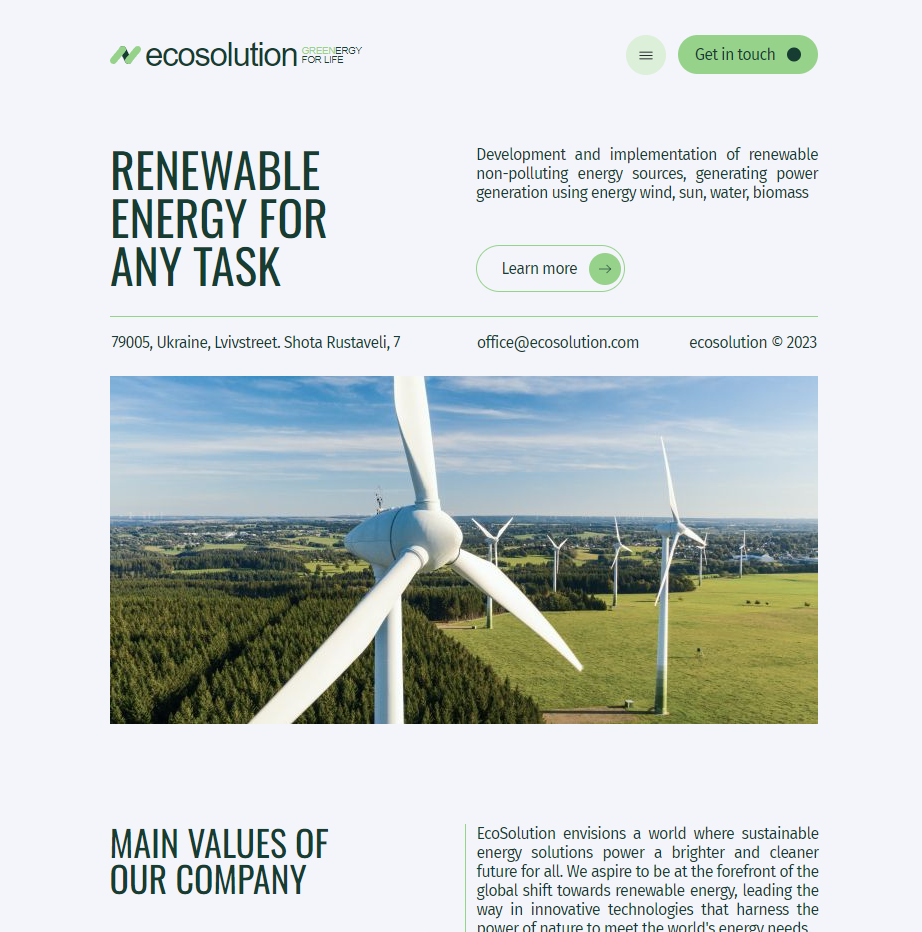 ecosolution
GREENERGY
FOR LIFE
Get in touch
RENEWABLE
ENERGY FOR
ANY TASK
Development and implementation of renewable
non-polluting energy sources, generating power
generation using energy wind, sun, water, biomass
Learn more
79005, Ukraine, Lvivstreet. Shota Rustaveli, 7
office@ecosolution.com
ecosolution © 2023
MAIN VALUES OF
OUR COMPANY
EcoSolution envisions a world where sustainable
energy solutions power a brighter and cleaner
future for all. We aspire to be at the forefront of the
global shift towards renewable energy, leading the
way in innovative technologies that harness the
power of nature to meet the world's energy needs.